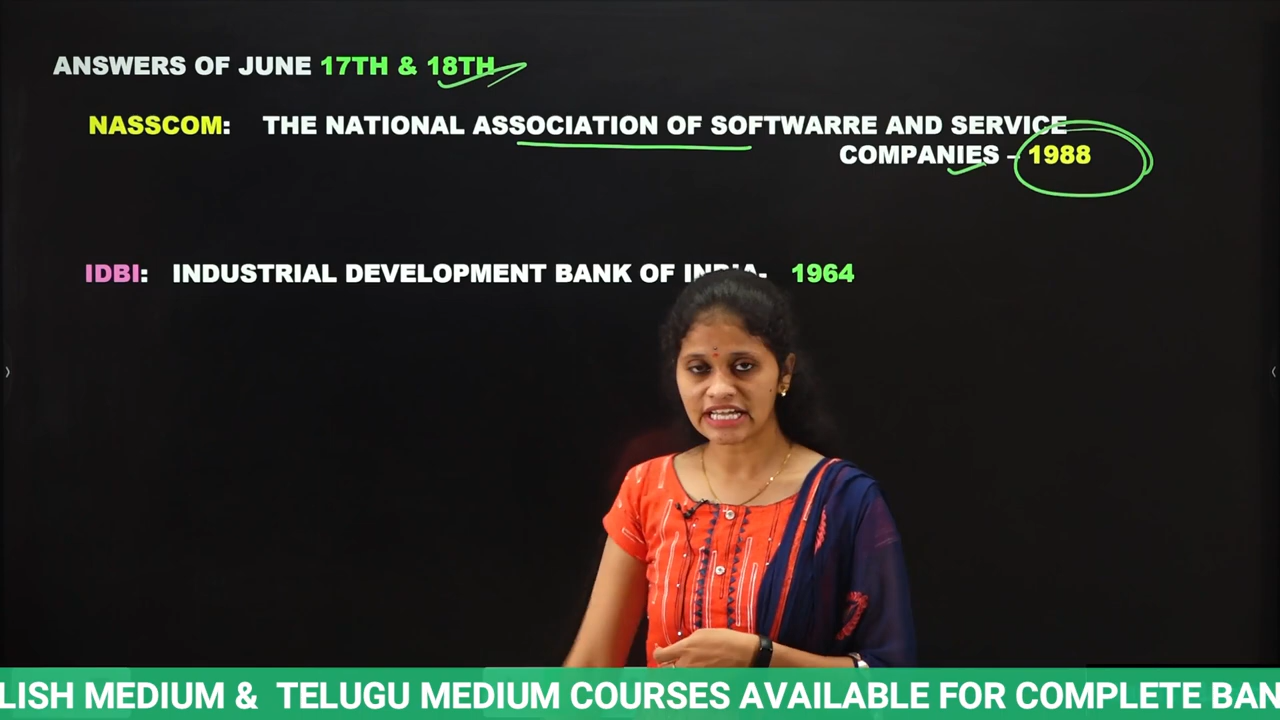 ANSWERS OF JUNE 17TH & 18TH
NASSCOM: THE NATIONAL ASSOCIATION OF SOFTWARRE AND SERVICE
COMPANIES – 1988
IDBI: INDUSTRIAL DEVELOPMENT BANK OF INDIA- 1964
LISH MEDIUM & TELUGU MEDIUM COURSES AVAILABLE FOR COMPLETE BAN